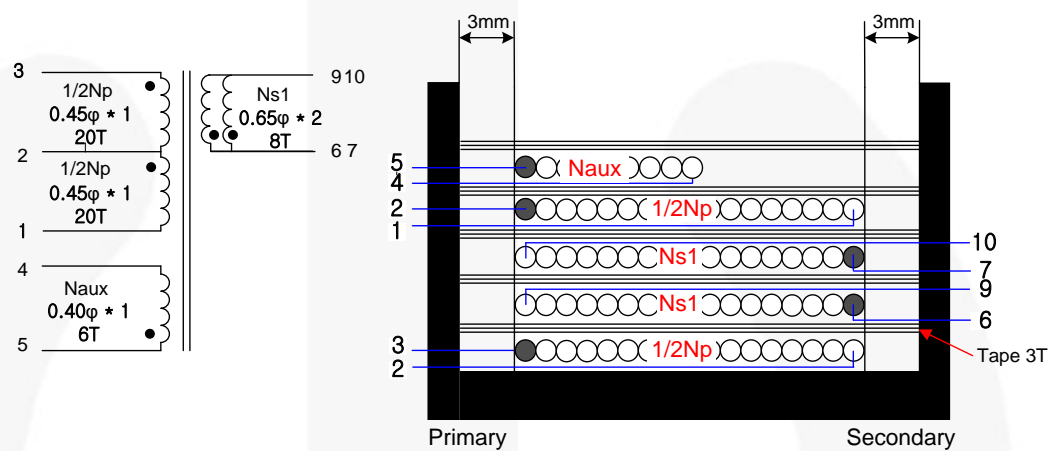 3mm
3mm
3
1/2Np
0.45φ * 1
20T
2
1/2Np
0.45φ * 1
20T
1
4
Naux
0.40φ * 1
6T
5
910
Ns1
0.65φ * 2
8T
6 7
5
Naux
4
2
1/2Np
1
10
Ns1
7
9
Ns1
6
3
1/2Np
2
Tape 3T
Primary
Secondary